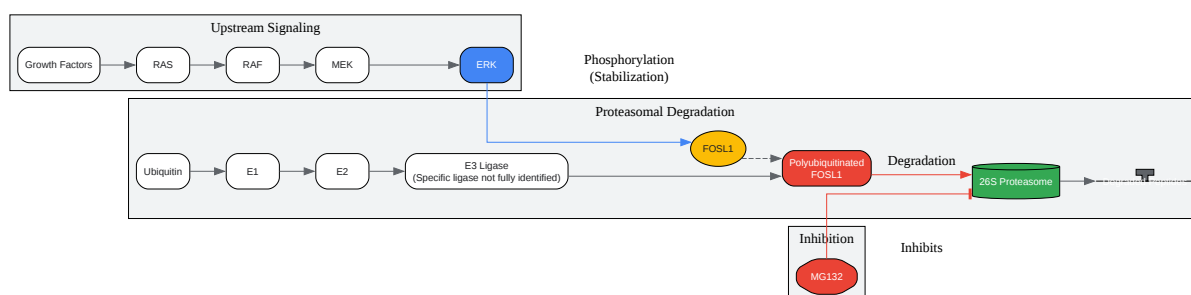 Upstream Signaling
Growth Factors
RAS
RAF
MEK
ERK
Phosphorylation
(Stabilization)
Proteasomal Degradation
Ubiquitin
E1
E2
E3 Ligase
(Specific ligase not fully identified)
FOSL1
Polyubiquitinated
FOSL1
Degradation
26S Proteasome
Inhibition
MG132
Inhibits